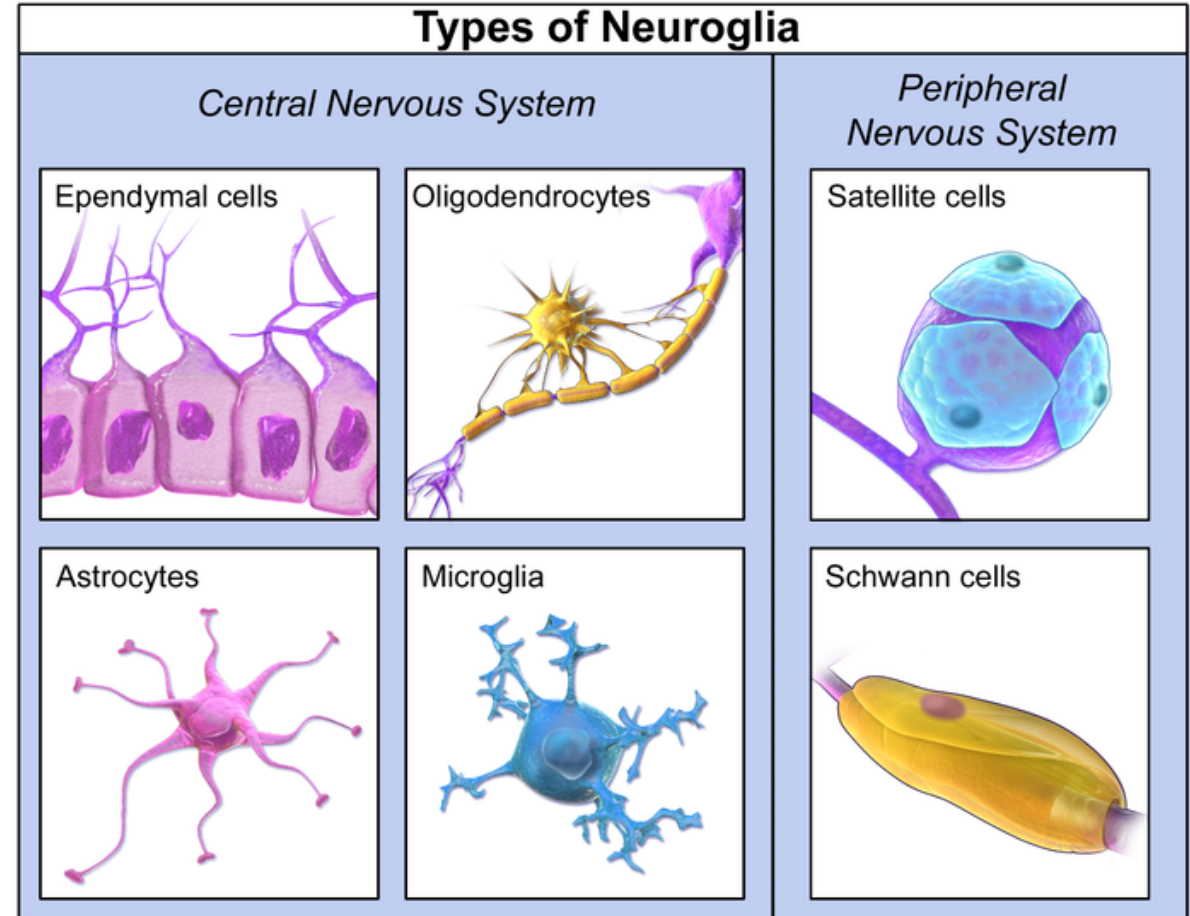 Types of Neuroglia
Central Nervous System
Peripheral
Nervous System
Ependymal cells
Oligodendrocytes
Satellite cells
Astrocytes
Microglia
Schwann cells